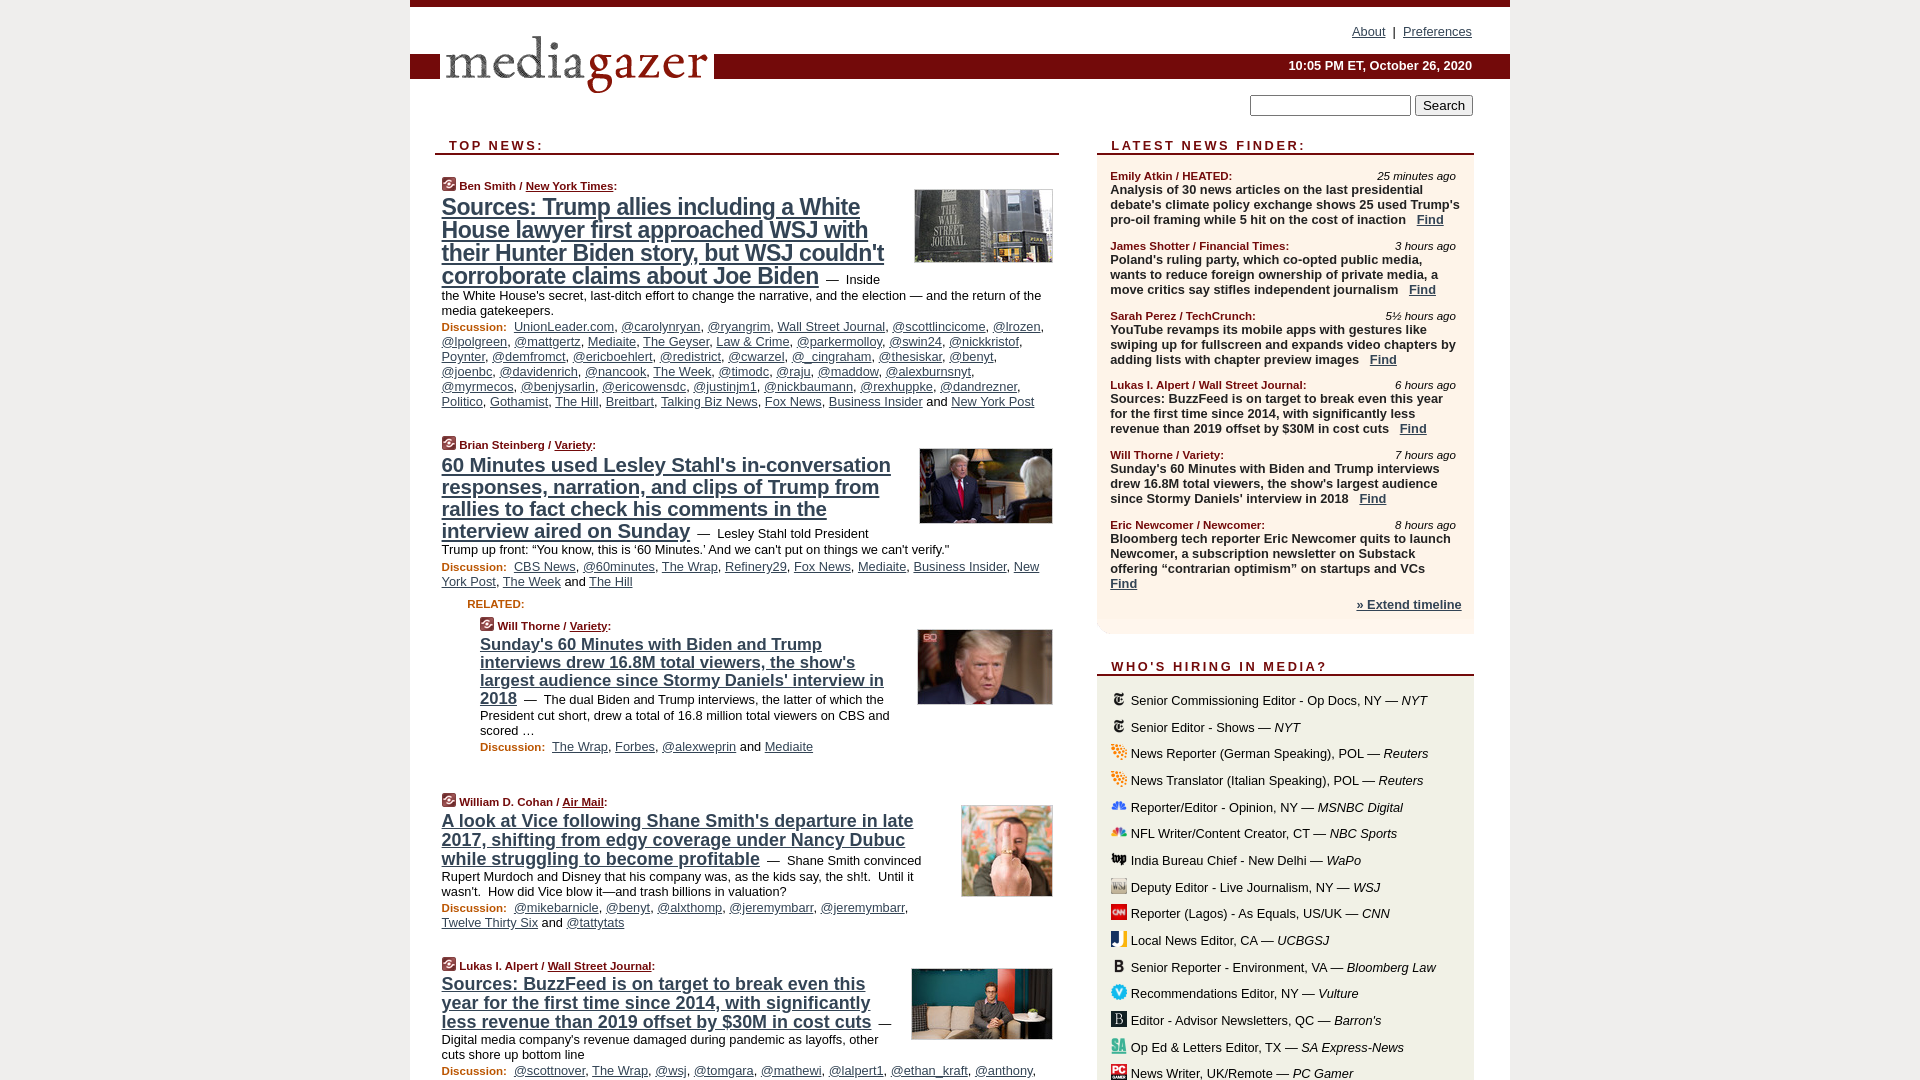 About | Preferences
mediagazer
10:05 PM ET, October 26, 2020
Search
TOP NEWS:
Ben Smith / New York Times:
Sources: Trump allies including a White
House lawyer first approached WSJ with
their Hunter Biden story, but WSJ couldn't
corroborate claims about Joe Biden — Inside
the White House's secret, last-ditch effort to change the narrative, and the election — and the return of the
media gatekeepers.
Discussion: UnionLeader.com, @carolynryan, @ryangrim, Wall Street Journal, @scottlincicome, @lrozen,
@lpolgreen, @mattgertz, Mediaite, The Geyser, Law & Crime, @parkermolloy, @swin24, @nickkristof,
Poynter, @demfromct, @ericboehlert, @redistrict, @cwarzel, @_cingraham, @thesiskar, @benyt,
@joenbc, @davidenrich, @nancook, The Week, @timodc, @raju, @maddow, @alexburnsnyt,
@myrmecos, @benjysarlin, @ericowensdc, @justinjm1, @nickbaumann, @rexhuppke, @dandrezner,
Politico, Gothamist, The Hill, Breitbart, Talking Biz News, Fox News, Business Insider and New York Post
THE WALL
STREET
JOURNAL
Brian Steinberg / Variety:
60 Minutes used Lesley Stahl's in-conversation
responses, narration, and clips of Trump from
rallies to fact check his comments in the
interview aired on Sunday — Lesley Stahl told President
Trump up front: “You know, this is ‘60 Minutes.’ And we can't put on things we can't verify."
Discussion: CBS News, @60minutes, The Wrap, Refinery29, Fox News, Mediaite, Business Insider, New
York Post, The Week and The Hill
RELATED:
Will Thorne / Variety:
Sunday's 60 Minutes with Biden and Trump
interviews drew 16.8M total viewers, the show's
largest audience since Stormy Daniels' interview in
2018 — The dual Biden and Trump interviews, the latter of which the
President cut short, drew a total of 16.8 million total viewers on CBS and
scored …
Discussion: The Wrap, Forbes, @alexweprin and Mediaite
60
William D. Cohan / Air Mail:
A look at Vice following Shane Smith's departure in late
2017, shifting from edgy coverage under Nancy Dubuc
while struggling to become profitable — Shane Smith convinced
Rupert Murdoch and Disney that his company was, as the kids say, the sh!t. Until it
wasn't. How did Vice blow it—and trash billions in valuation?
Discussion: @mikebarnicle, @benyt, @alxthomp, @jeremymbarr, @jeremymbarr,
Twelve Thirty Six and @tattytats
Lukas I. Alpert / Wall Street Journal:
Sources: BuzzFeed is on target to break even this
year for the first time since 2014, with significantly
less revenue than 2019 offset by $30M in cost cuts —
Digital media company's revenue damaged during pandemic as layoffs, other
cuts shore up bottom line
Discussion: @scottnover, The Wrap, @wsj, @tomgara, @mathewi, @lalpert1, @ethan_kraft, @anthony,
LATEST NEWS FINDER:
Emily Atkin / HEATED: 25 minutes ago
Analysis of 30 news articles on the last presidential
debate's climate policy exchange shows 25 used Trump's
pro-oil framing while 5 hit on the cost of inaction Find
James Shotter / Financial Times: 3 hours ago
Poland's ruling party, which co-opted public media,
wants to reduce foreign ownership of private media, a
move critics say stifles independent journalism Find
Sarah Perez / TechCrunch: 5½ hours ago
YouTube revamps its mobile apps with gestures like
swiping up for fullscreen and expands video chapters by
adding lists with chapter preview images Find
Lukas I. Alpert / Wall Street Journal: 6 hours ago
Sources: BuzzFeed is on target to break even this year
for the first time since 2014, with significantly less
revenue than 2019 offset by $30M in cost cuts Find
Will Thorne / Variety: 7 hours ago
Sunday's 60 Minutes with Biden and Trump interviews
drew 16.8M total viewers, the show's largest audience
since Stormy Daniels' interview in 2018 Find
Eric Newcomer / Newcomer: 8 hours ago
Bloomberg tech reporter Eric Newcomer quits to launch
Newcomer, a subscription newsletter on Substack
offering “contrarian optimism” on startups and VCs
Find
» Extend timeline
WHO'S HIRING IN MEDIA?
Senior Commissioning Editor - Op Docs, NY — NYT
Senior Editor - Shows — NYT
News Reporter (German Speaking), POL — Reuters
News Translator (Italian Speaking), POL — Reuters
Reporter/Editor - Opinion, NY — MSNBC Digital
NFL Writer/Content Creator, CT — NBC Sports
wp India Bureau Chief - New Delhi — WaPo
WSJ Deputy Editor - Live Journalism, NY — WSJ
CNN Reporter (Lagos) - As Equals, US/UK — CNN
Local News Editor, CA — UCBGSJ
B Senior Reporter - Environment, VA — Bloomberg Law
Recommendations Editor, NY — Vulture
B Editor - Advisor Newsletters, QC — Barron's
SA Op Ed & Letters Editor, TX — SA Express-News
PC GAMER News Writer, UK/Remote — PC Gamer